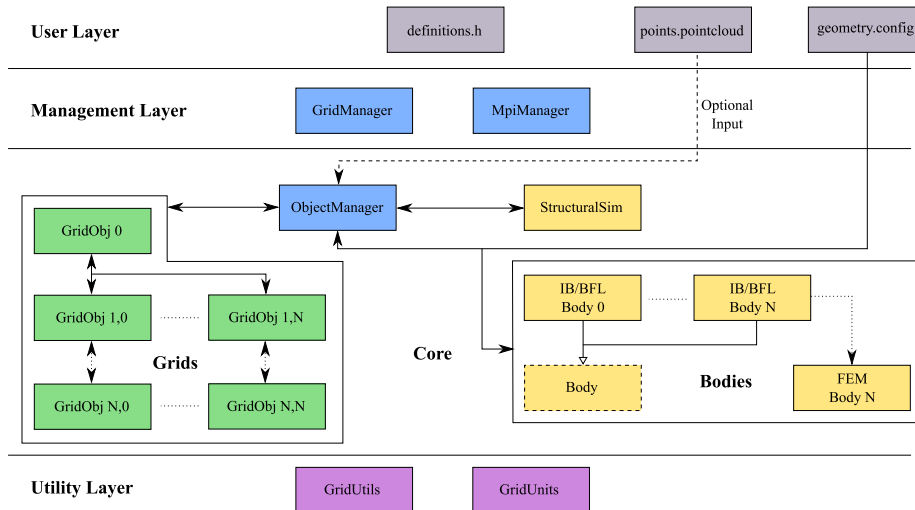 User Layer
definitions.h
points.pointcloud
geometry.config
Management Layer
GridManager
MpiManager
Optional
Input
ObjectManager
StructuralSim
GridObj 0
GridObj 1,0
GridObj 1,N
Grids
GridObj N,0
GridObj N,N
Core
IB/BFL
Body 0
IB/BFL
Body N
Body
Bodies
FEM
Body N
Utility Layer
GridUtils
GridUnits